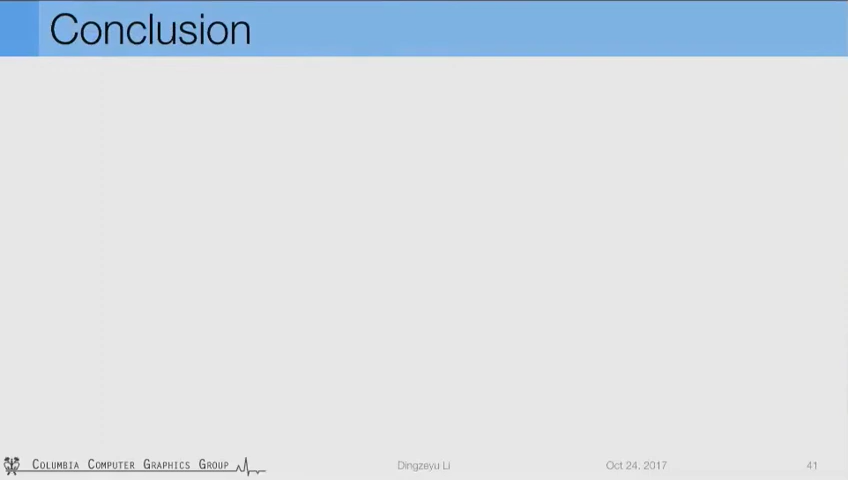 Conclusion
COLUMBIA COMPUTER GRAPHICS GROUP
Dingzeyu Li
Oct 24, 2017
41